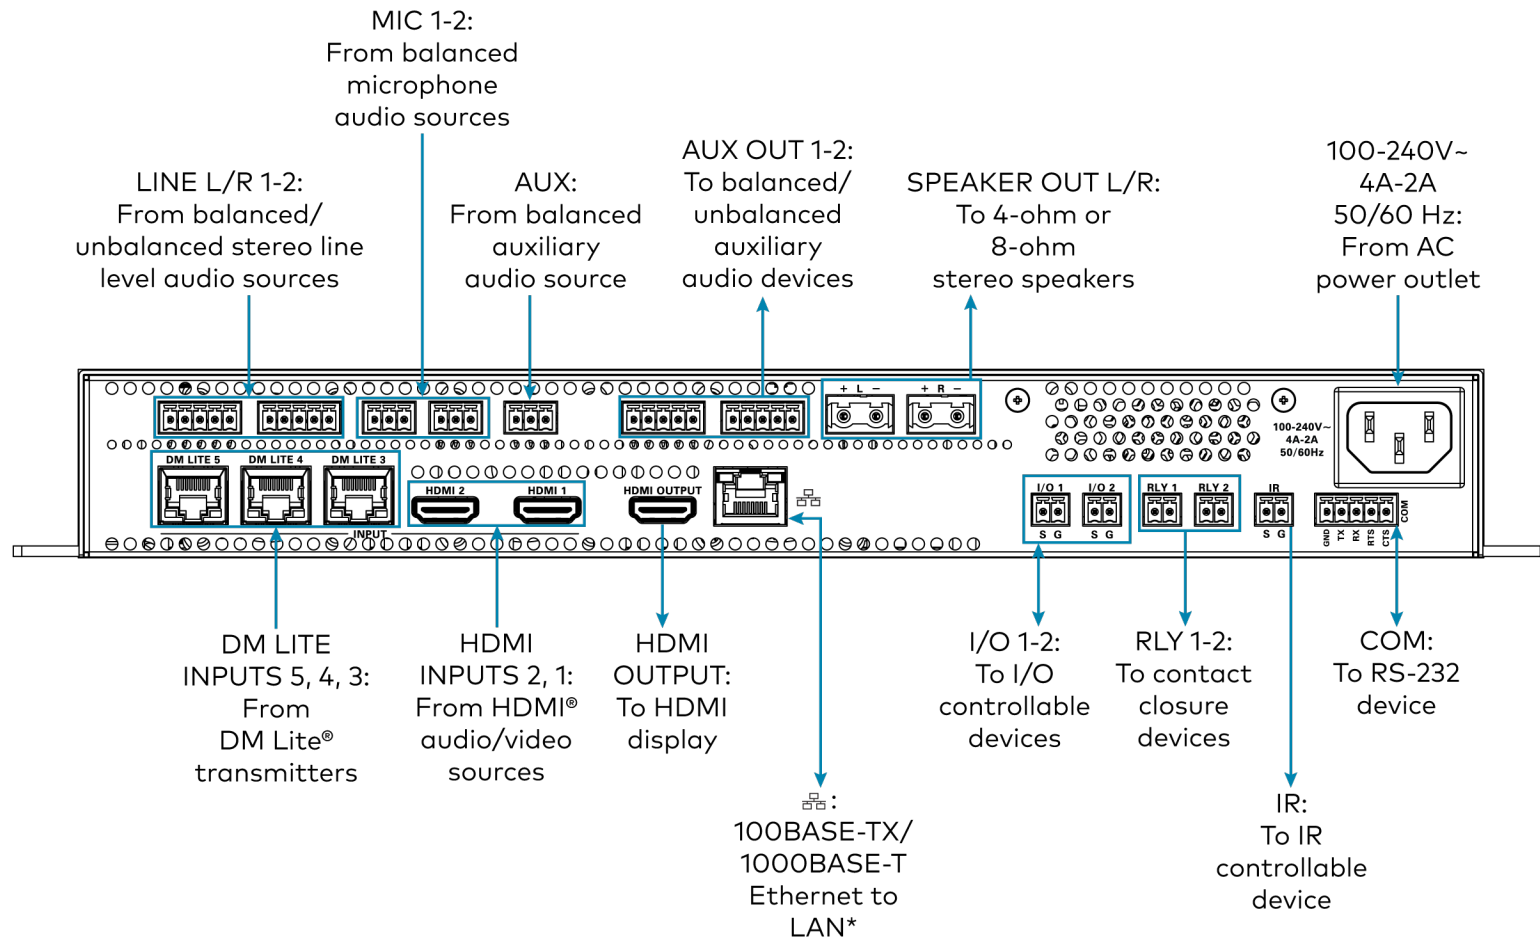 MIC 1-2:
From balanced
microphone
audio sources
LINE L/R 1-2:
From balanced/
unbalanced stereo line
level audio sources
AUX:
From balanced
auxiliary
audio source
AUX OUT 1-2:
To balanced/
unbalanced
auxiliary
audio devices
SPEAKER OUT L/R:
To 4-ohm or
8-ohm
stereo speakers
100-240V~
4A-2A
50/60 Hz:
From AC
power outlet
+ L − + R −
100-240V~
4A-2A
50/60Hz
DM LITE 5 DM LITE 4 DM LITE 3
HDMI 2 HDMI 1 HDMI OUTPUT
I/O 1 I/O 2 RLY 1 RLY 2 IR
COM
INPUT
S G S G S G
GND TX RX RTS CTS
DM LITE
INPUTS 5, 4, 3:
From
DM Lite®
transmitters
HDMI
INPUTS 2, 1:
From HDMI®
audio/video
sources
HDMI
OUTPUT:
To HDMI
display
:
100BASE-TX/
1000BASE-T
Ethernet to
LAN*
I/O 1-2:
To I/O
controllable
devices
RLY 1-2:
To contact
closure
devices
IR:
To IR
controllable
device
COM:
To RS-232
device